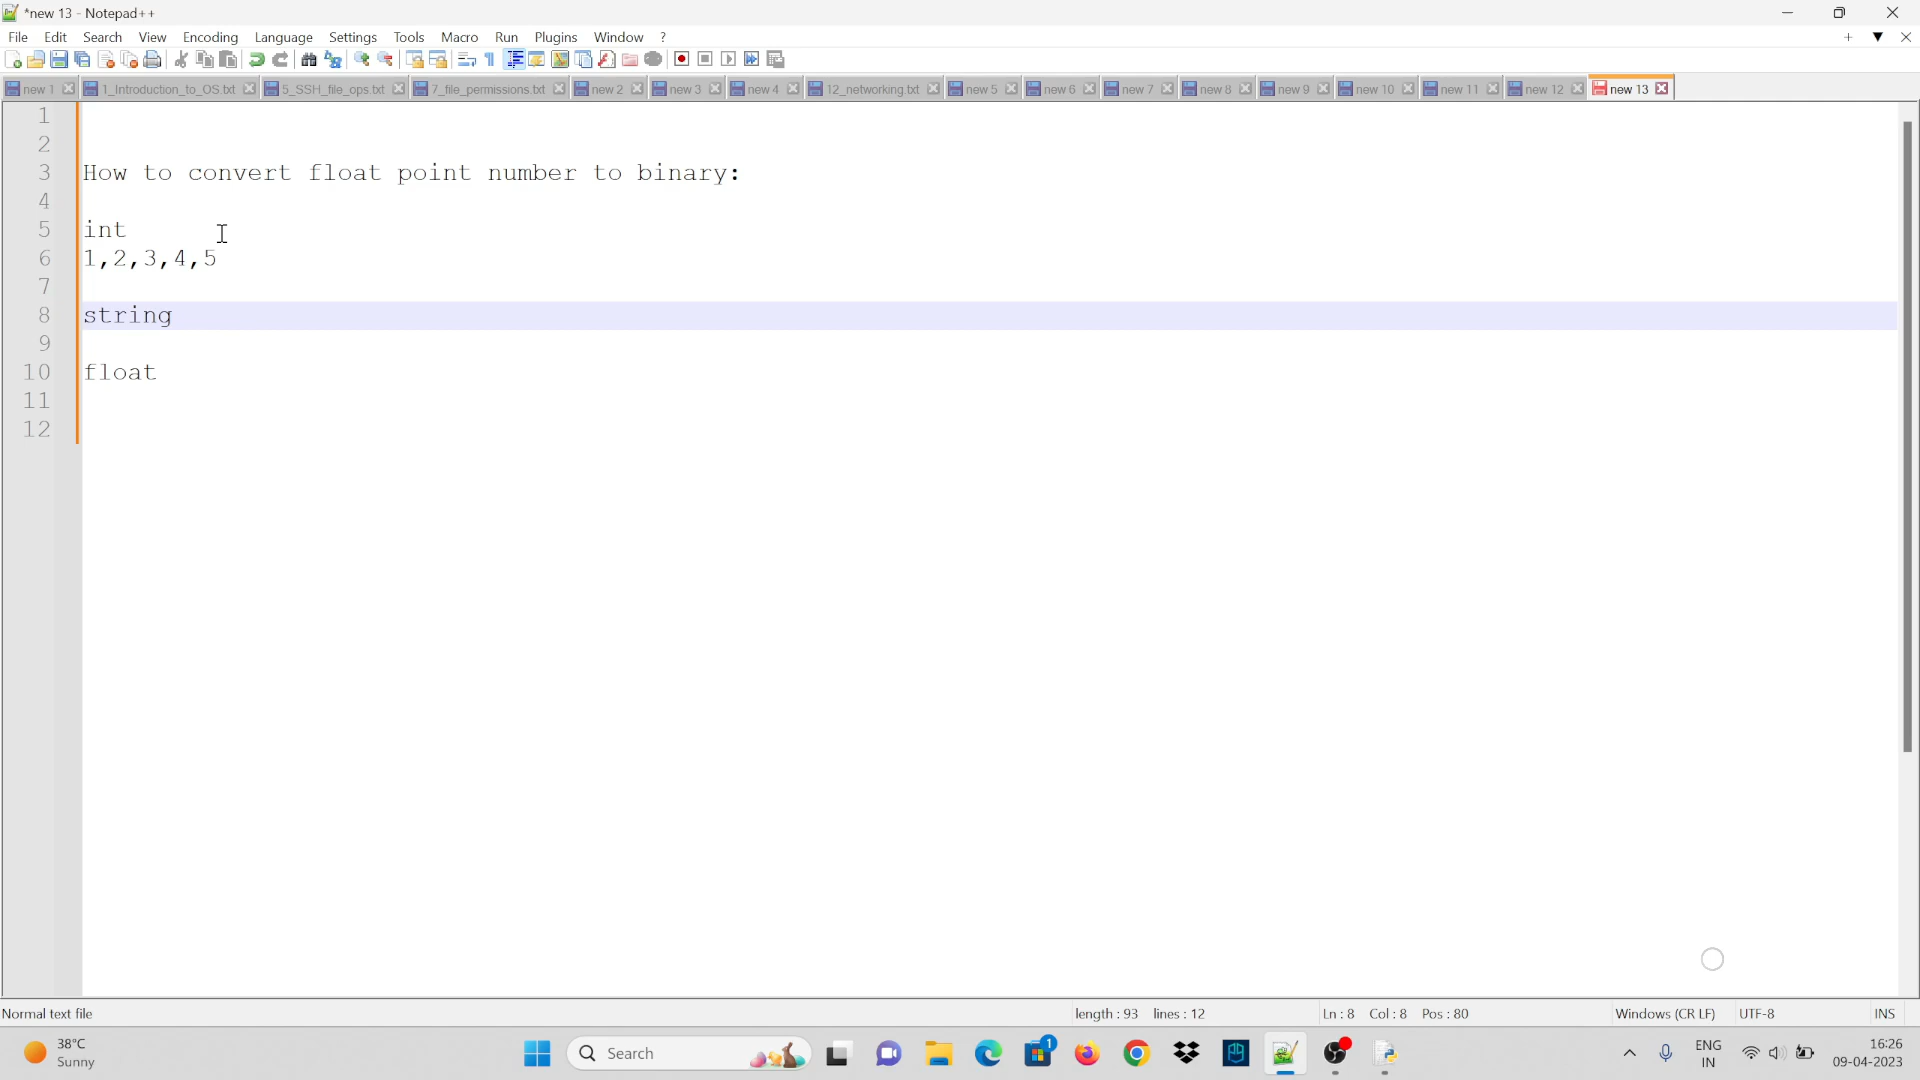 *new 13 - Notepad++
File Edit Search View Encoding Language Settings Tools Macro Run Plugins Window ?
new 1 1_Introduction_to_OS.txt 5_SSH_file_ops.txt 7_file_permissions.txt new 2 new 3 new 4 12_networking.txt new 5 new 6 new 7 new 8 new 9 new 10 new 11 new 12 new 13
1
2
3 How to convert float point number to binary:
4
5 int
6 1,2,3,4,5
7
8 string
9
10 float
11
12
Normal text file length : 93 lines : 12 Ln : 8 Col : 8 Pos : 80 Windows (CR LF) UTF-8 INS
38°C
Sunny
Search
1
ENG
IN
16:26
09-04-2023